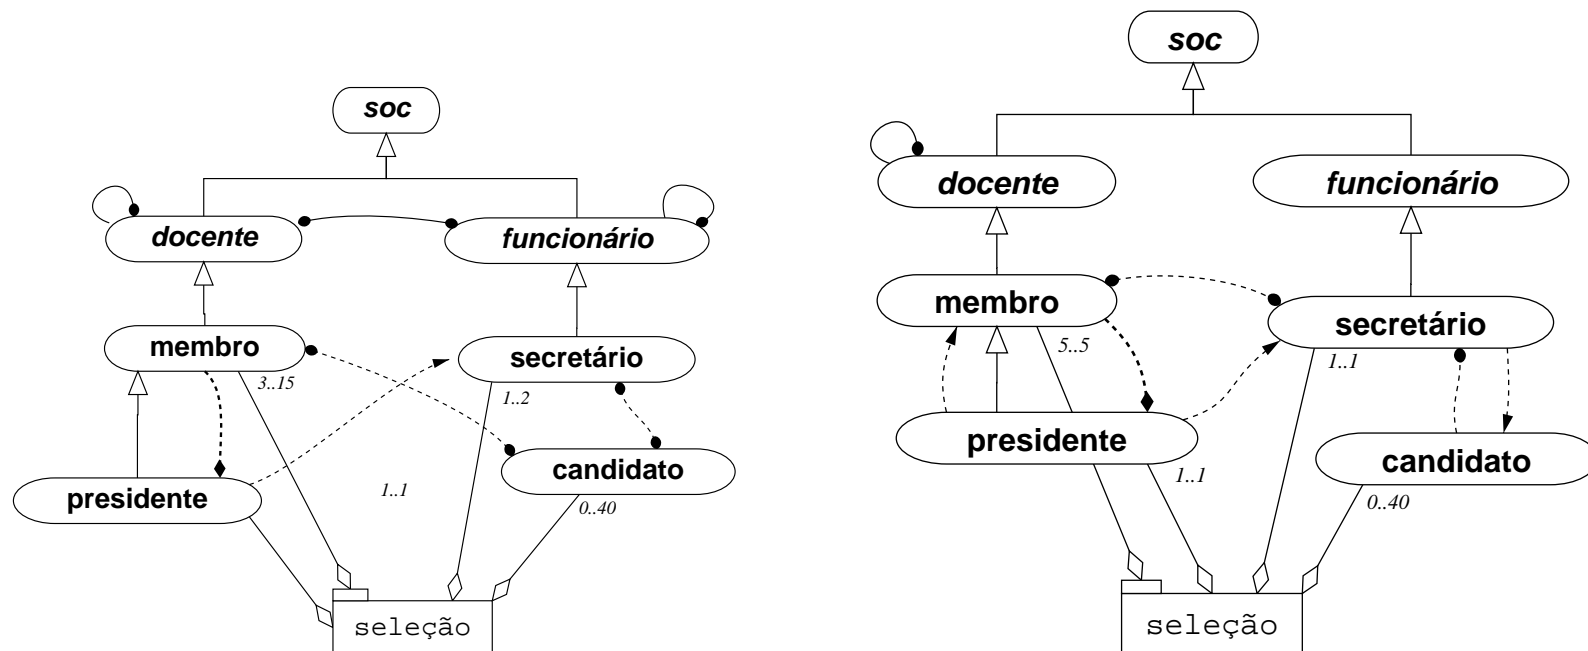 soc
docente
funcionário
membro
3..15
secretário
1..2
candidato
0..40
presidente
1..1
seleção
soc
docente
funcionário
membro
5..5
secretário
1..1
presidente
1..1
candidato
0..40
seleção